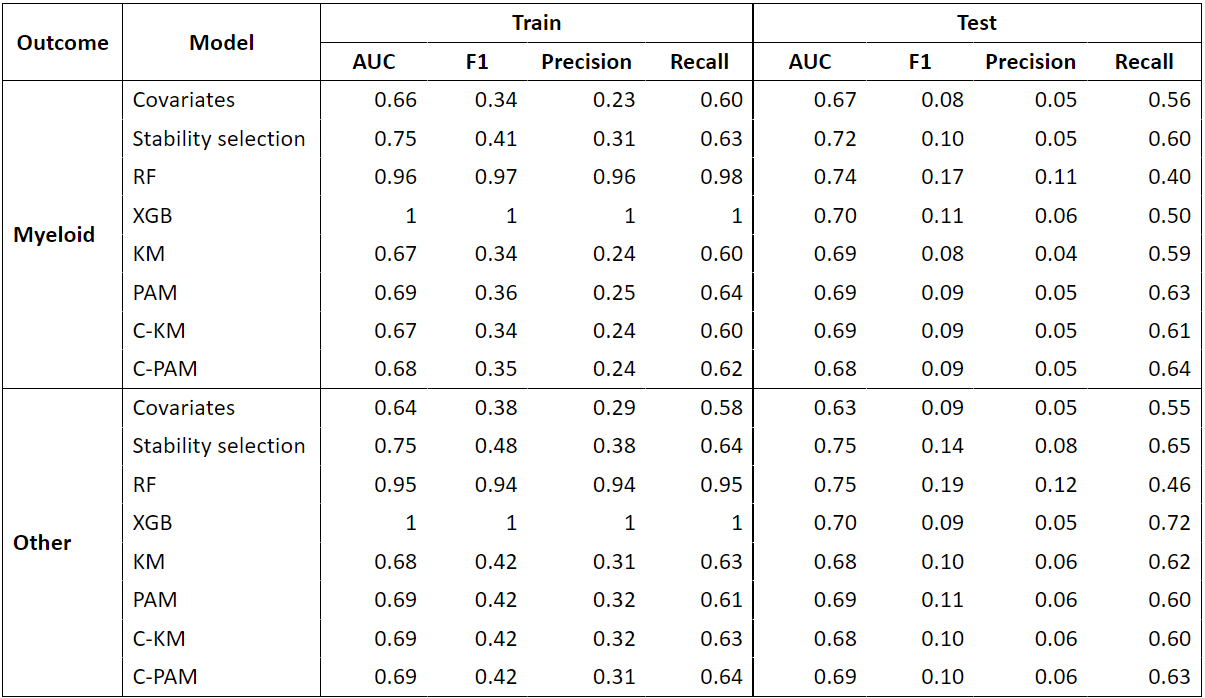 Outcome Model Train Test
AUC F1 Precision Recall AUC F1 Precision Recall
Myeloid
Covariates 0.66 0.34 0.23 0.60 0.67 0.08 0.05 0.56
Stability selection 0.75 0.41 0.31 0.63 0.72 0.10 0.05 0.60
RF 0.96 0.97 0.96 0.98 0.74 0.17 0.11 0.40
XGB 1 1 1 1 0.70 0.11 0.06 0.50
KM 0.67 0.34 0.24 0.60 0.69 0.08 0.04 0.59
PAM 0.69 0.36 0.25 0.64 0.69 0.09 0.05 0.63
C-KM 0.67 0.34 0.24 0.60 0.69 0.09 0.05 0.61
C-PAM 0.68 0.35 0.24 0.62 0.68 0.09 0.05 0.64
Other
Covariates 0.64 0.38 0.29 0.58 0.63 0.09 0.05 0.55
Stability selection 0.75 0.48 0.38 0.64 0.75 0.14 0.08 0.65
RF 0.95 0.94 0.94 0.95 0.75 0.19 0.12 0.46
XGB 1 1 1 1 0.70 0.09 0.05 0.72
KM 0.68 0.42 0.31 0.63 0.68 0.10 0.06 0.62
PAM 0.69 0.42 0.32 0.61 0.69 0.11 0.06 0.60
C-KM 0.69 0.42 0.32 0.63 0.68 0.10 0.06 0.60
C-PAM 0.69 0.42 0.31 0.64 0.69 0.10 0.06 0.63